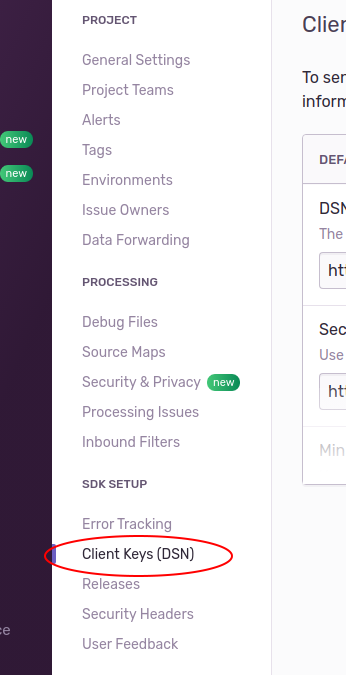 new
new
ce
PROJECT
General Settings
Project Teams
Alerts
Tags
Environments
Issue Owners
Data Forwarding
PROCESSING
Debug Files
Source Maps
Security & Privacy new
Processing Issues
Inbound Filters
SDK SETUP
Error Tracking
Client Keys (DSN)
Releases
Security Headers
User Feedback
Clien
To sen
inform
DEFA
DSN
The
htt
Sec
Use
htt
Min